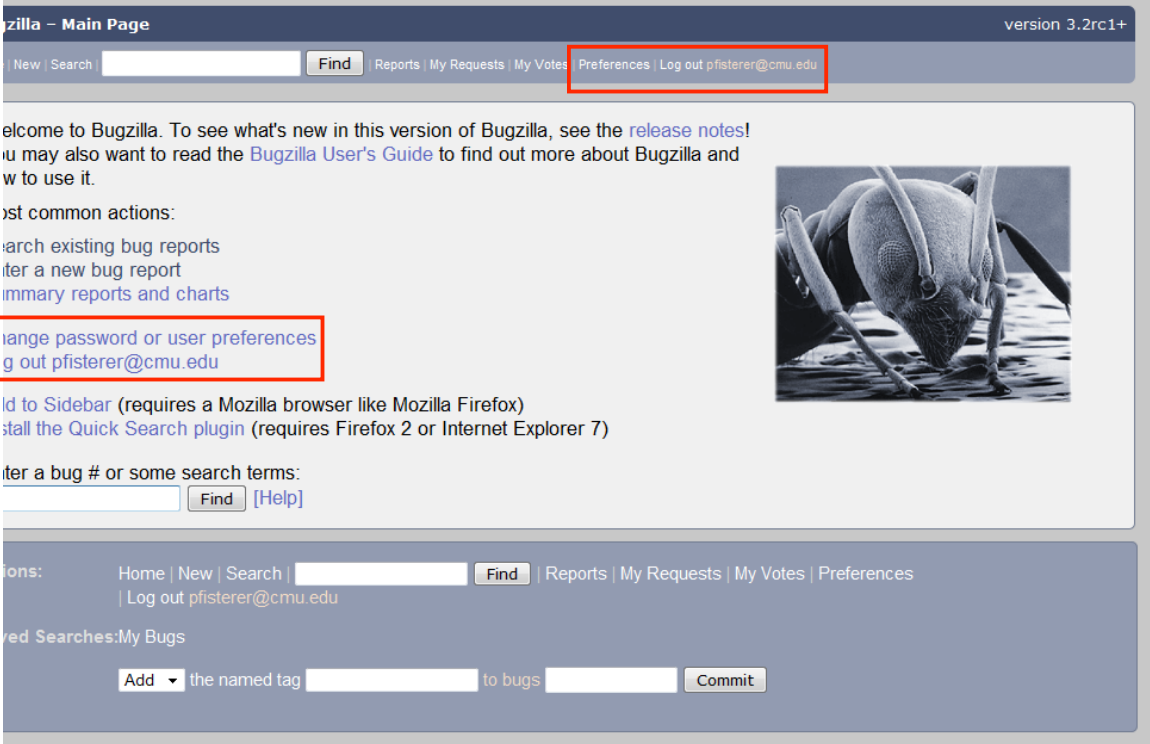 gzilla – Main Page version 3.2rc1+
| New | Search | Find | Reports | My Requests | My Votes | Preferences | Log out pfisterer@cmu.edu
elcome to Bugzilla. To see what's new in this version of Bugzilla, see the release notes!
ou may also want to read the Bugzilla User's Guide to find out more about Bugzilla and
w to use it.
ost common actions:
earch existing bug reports
nter a new bug report
ummary reports and charts
hange password or user preferences
g out pfisterer@cmu.edu
ld to Sidebar (requires a Mozilla browser like Mozilla Firefox)
stall the Quick Search plugin (requires Firefox 2 or Internet Explorer 7)
nter a bug # or some search terms:
Find [Help]
ions: Home | New | Search | Find | Reports | My Requests | My Votes | Preferences
| Log out pfisterer@cmu.edu
ved Searches: My Bugs
Add the named tag to bugs Commit